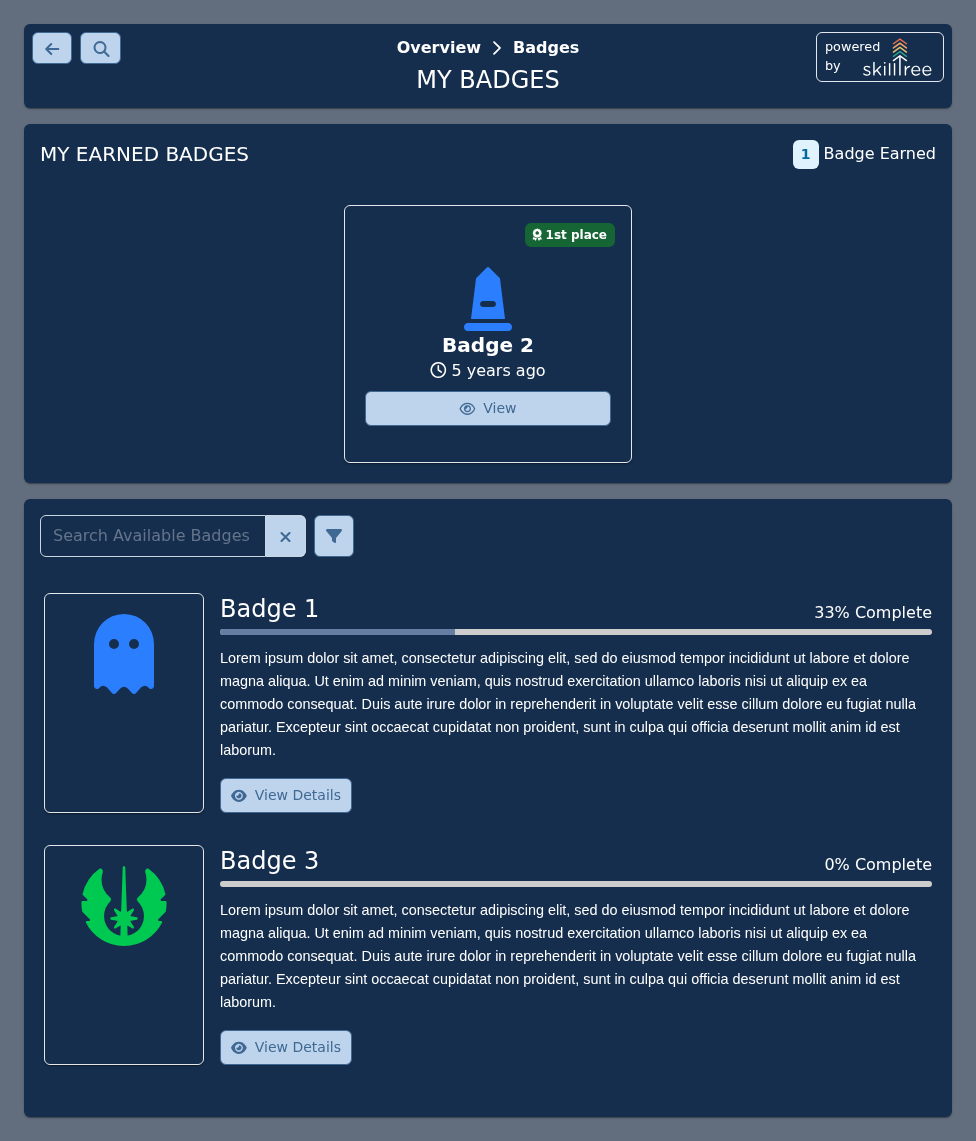 Overview Badges
MY BADGES
powered
by
skilltree
MY EARNED BADGES
1 Badge Earned
1st place
Badge 2
5 years ago
View
Search Available Badges
Badge 1
33% Complete
Lorem ipsum dolor sit amet, consectetur adipiscing elit, sed do eiusmod tempor incididunt ut labore et dolore
magna aliqua. Ut enim ad minim veniam, quis nostrud exercitation ullamco laboris nisi ut aliquip ex ea
commodo consequat. Duis aute irure dolor in reprehenderit in voluptate velit esse cillum dolore eu fugiat nulla
pariatur. Excepteur sint occaecat cupidatat non proident, sunt in culpa qui officia deserunt mollit anim id est
laborum.
View Details
Badge 3
0% Complete
Lorem ipsum dolor sit amet, consectetur adipiscing elit, sed do eiusmod tempor incididunt ut labore et dolore
magna aliqua. Ut enim ad minim veniam, quis nostrud exercitation ullamco laboris nisi ut aliquip ex ea
commodo consequat. Duis aute irure dolor in reprehenderit in voluptate velit esse cillum dolore eu fugiat nulla
pariatur. Excepteur sint occaecat cupidatat non proident, sunt in culpa qui officia deserunt mollit anim id est
laborum.
View Details